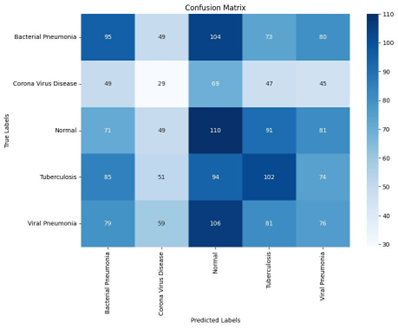 Confusion Matrix
Bacterial Pneumonia 95 49 104 73 80
Corona Virus Disease 49 29 69 47 45
Normal 71 49 110 91 81
Tuberculosis 85 51 94 102 74
Viral Pneumonia 79 59 106 81 76
True Labels
Bacterial Pneumonia
Corona Virus Disease
Normal
Tuberculosis
Viral Pneumonia
Predicted Labels
110
100
90
80
70
60
50
40
30